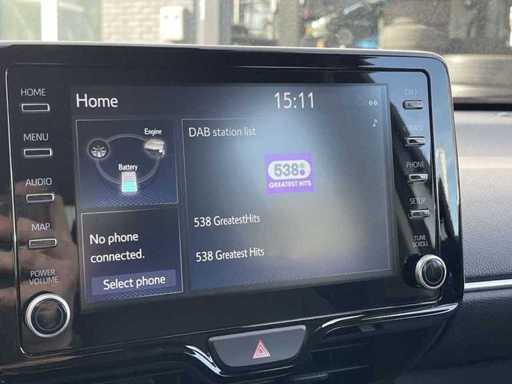 HOME
MENU
AUDIO
MAP
POWER
VOLUME
Home
15:11
Engine
Battery
No phone
connected.
Select phone
DAB station list
538
GREATEST HITS
538 GreatestHits
538 Greatest Hits
PHONE
SETUP
TUNE
SCROLL